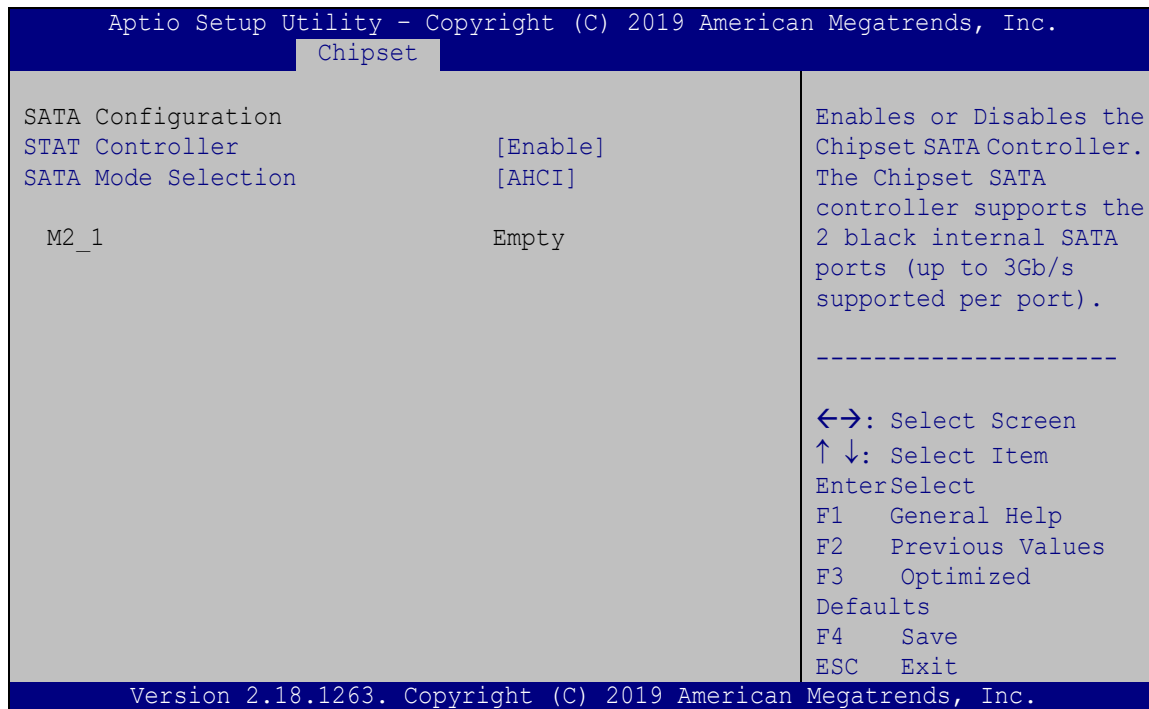 Aptio Setup Utility – Copyright (C) 2019 American Megatrends, Inc.
Chipset
SATA Configuration
STAT Controller [Enable]
SATA Mode Selection [AHCI]
M2_1 Empty
Enables or Disables the
Chipset SATA Controller.
The Chipset SATA
controller supports the
2 black internal SATA
ports (up to 3Gb/s
supported per port).
---------------------
←→: Select Screen
↑ ↓: Select Item
EnterSelect
F1 General Help
F2 Previous Values
F3 Optimized
Defaults
F4 Save
ESC Exit
Version 2.18.1263. Copyright (C) 2019 American Megatrends, Inc.